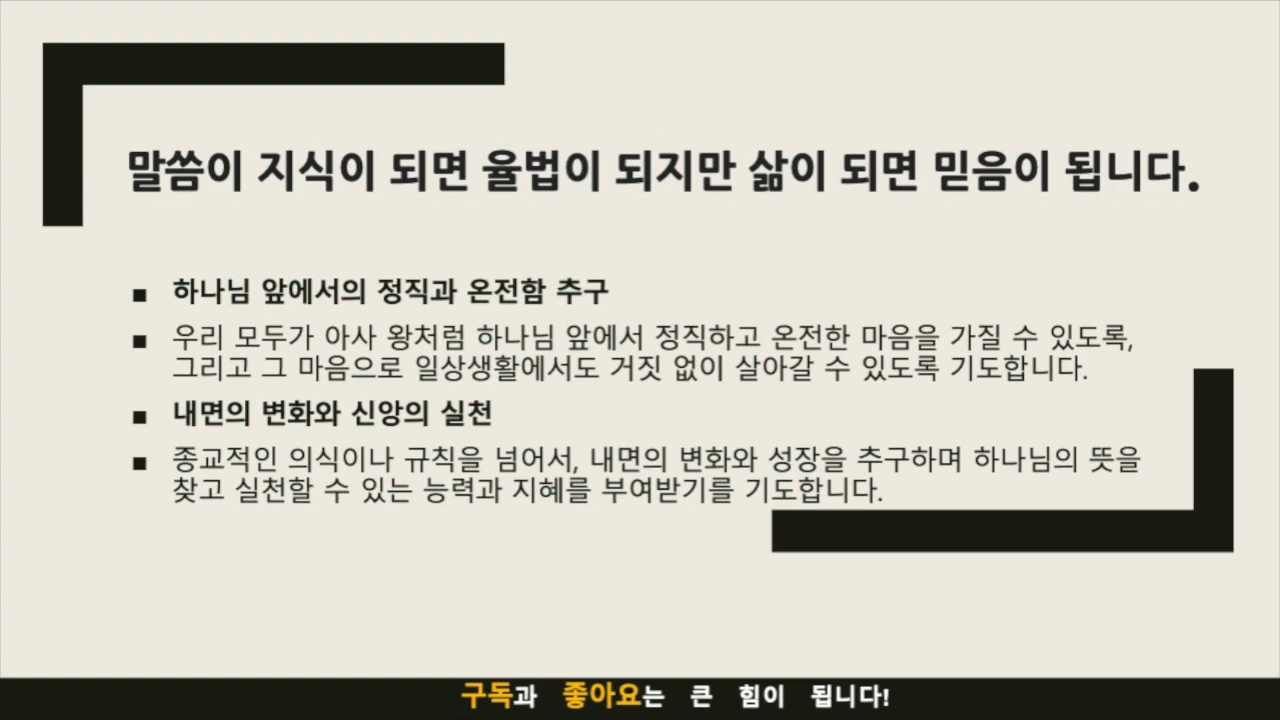 말씀이 지식이 되면 율법이 되지만 삶이 되면 믿음이 됩니다.
■ 하나님 앞에서의 정직과 온전함 추구
■ 우리 모두가 아사 왕처럼 하나님 앞에서 정직하고 온전한 마음을 가질 수 있도록,
그리고 그 마음으로 일상생활에서도 거짓 없이 살아갈 수 있도록 기도합니다.
■ 내면의 변화와 신앙의 실천
■ 종교적인 의식이나 규칙을 넘어서, 내면의 변화와 성장을 추구하며 하나님의 뜻을
찾고 실천할 수 있는 능력과 지혜를 부여받기를 기도합니다.
구독과 좋아요는 큰 힘이 됩니다!